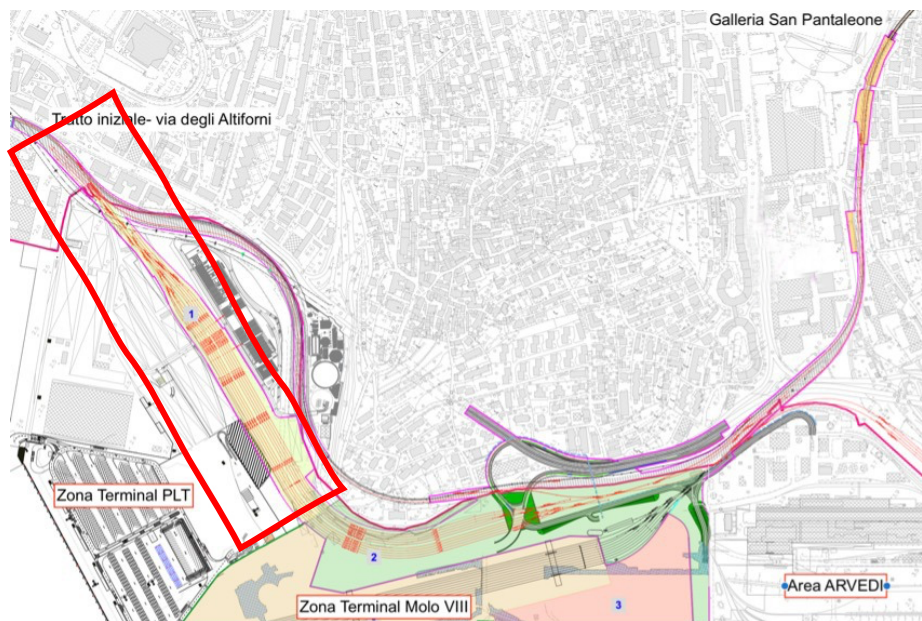 Galleria San Pantaleone
Tratto iniziale- via degli Altiforni
1
Zona Terminal PLT
2
Zona Terminal Molo VIII
3
Area ARVEDI